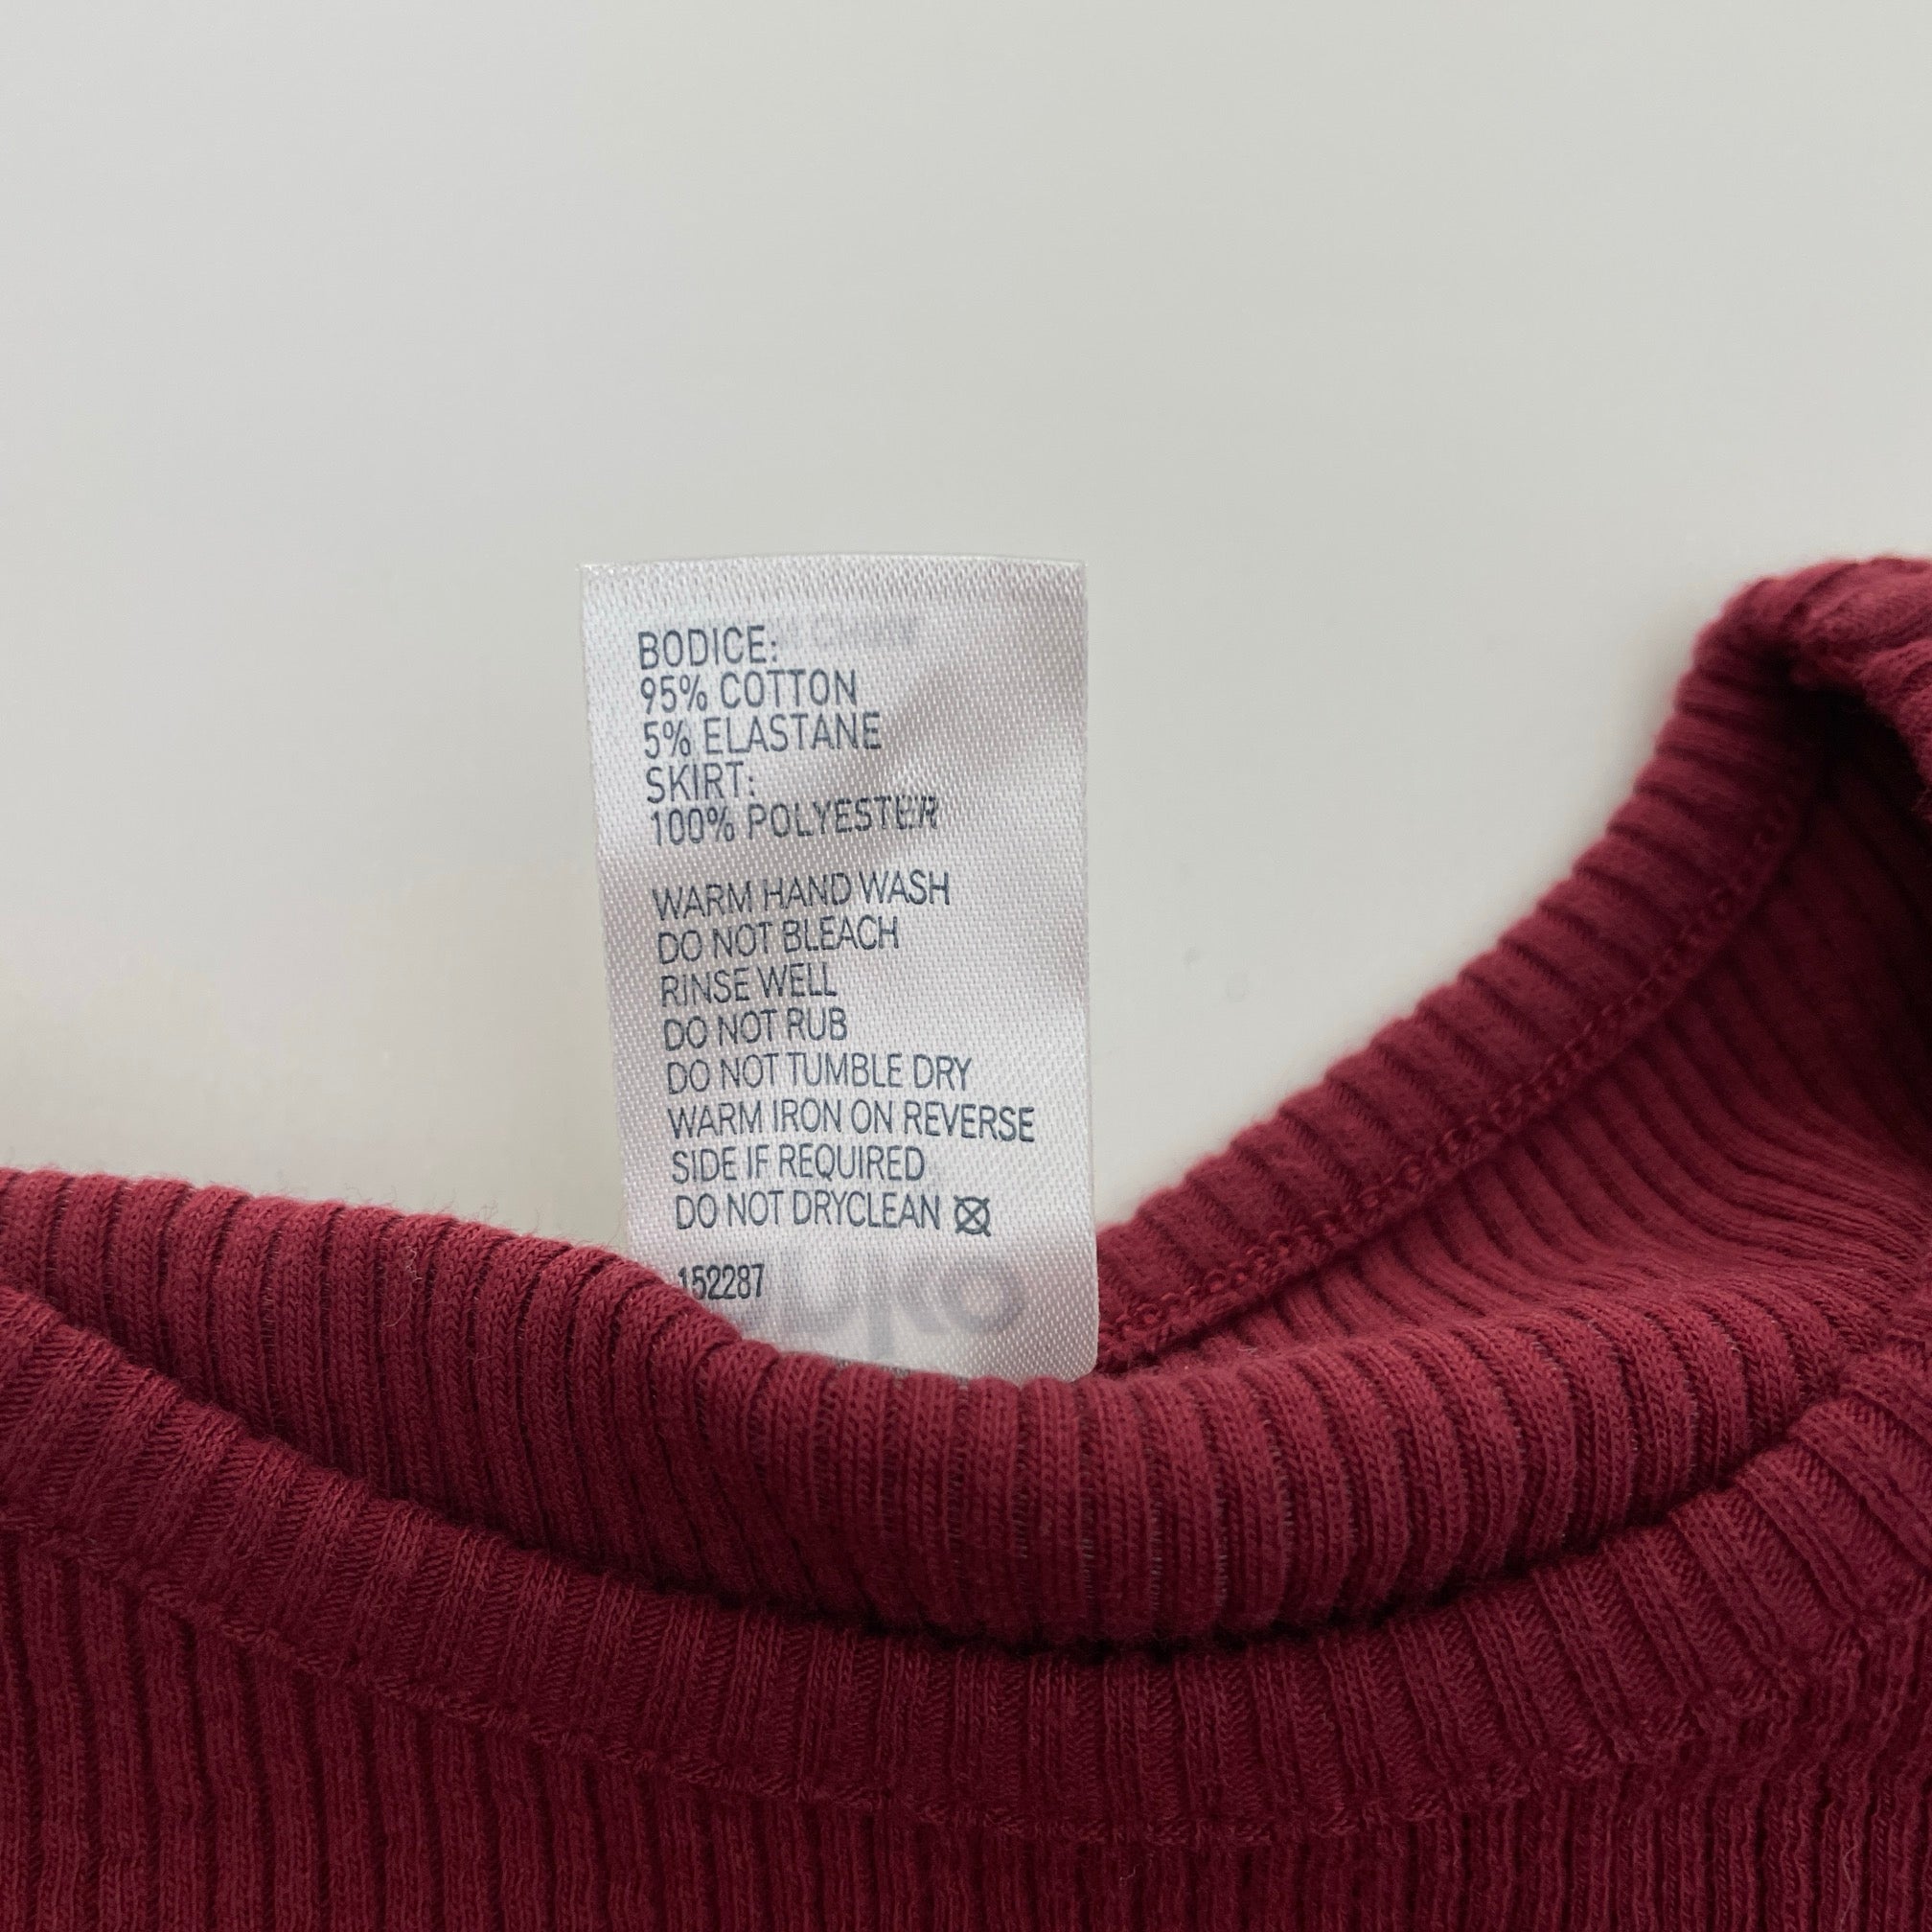 BODICE:
95% COTTON
5% ELASTANE
SKIRT:
100% POLYESTER
WARM HAND WASH
DO NOT BLEACH
RINSE WELL
DO NOT RUB
DO NOT TUMBLE DRY
WARM IRON ON REVERSE
SIDE IF REQUIRED
DO NOT DRYCLEAN
152287